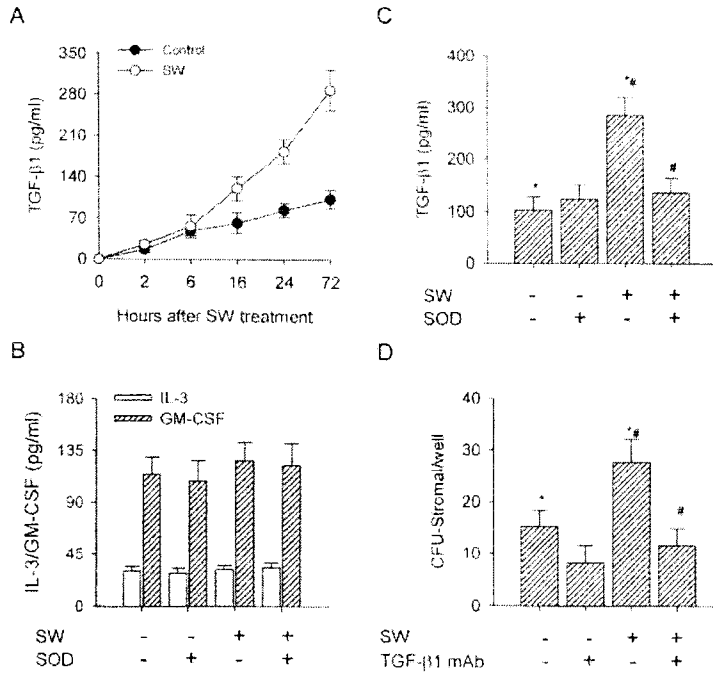 A
350
280
210
140
70
0
TGF-β1 (pg/ml)
Control
SW
0 2 6 16 24 72
Hours after SW treatment
B
180
135
90
45
0
IL-3/GM-CSF (pg/ml)
IL-3
GM-CSF
SW - - + +
SOD - + - +
C
400
300
200
100
0
TGF-β1 (pg/ml)
*
*#
#
SW - - + +
SOD - + - +
D
40
30
20
10
0
CFU-Stromal/well
*
*#
#
SW - - + +
TGF-β1 mAb - + - +